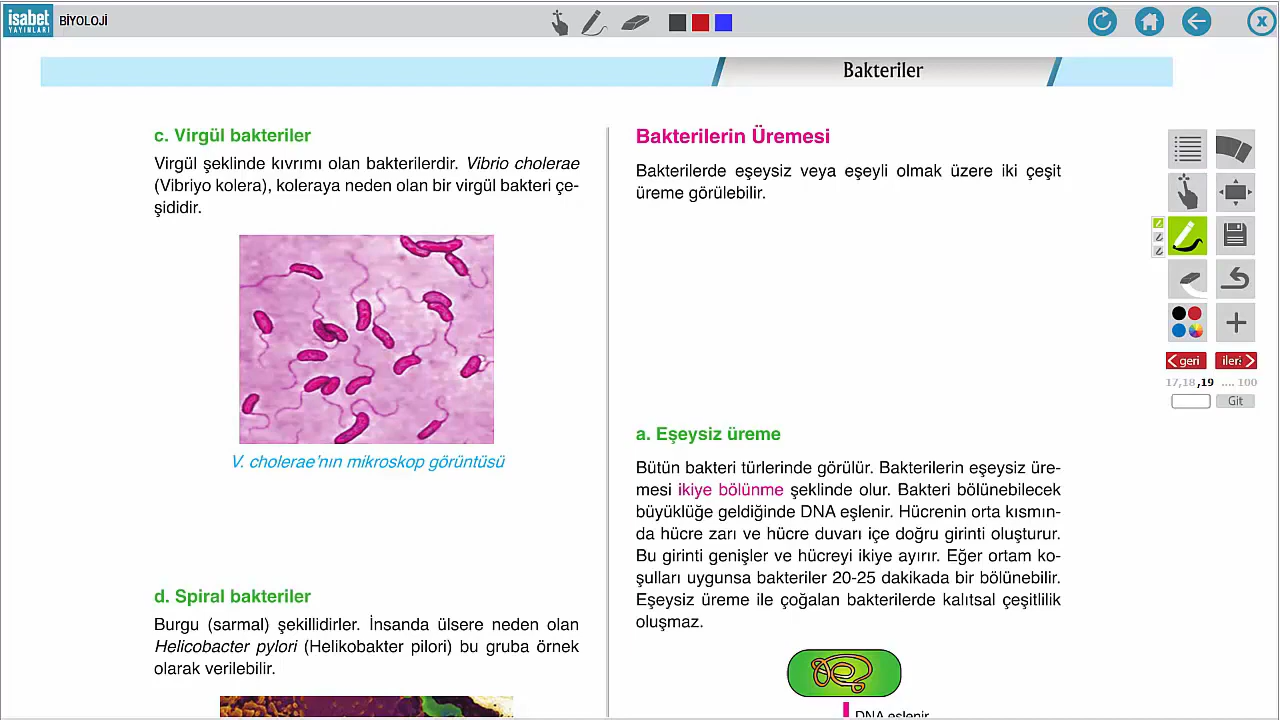 isabet
YAYINLARI
BİYOLOJİ
Bakteriler
c. Virgül bakteriler
Virgül şeklinde kıvrımı olan bakterilerdir. Vibrio cholerae
(Vibriyo kolera), koleraya neden olan bir virgül bakteri çe-
şididir.
V. cholerae'nın mikroskop görüntüsü
d. Spiral bakteriler
Burgu (sarmal) şekillidirler. İnsanda ülsere neden olan
Helicobacter pylori (Helikobakter pilori) bu gruba örnek
olarak verilebilir.
Bakterilerin Üremesi
Bakterilerde eşeysiz veya eşeyli olmak üzere iki çeşit
üreme görülebilir.
a. Eşeysiz üreme
Bütün bakteri türlerinde görülür. Bakterilerin eşeysiz üre-
mesi ikiye bölünme şeklinde olur. Bakteri bölünebilecek
büyüklüğe geldiğinde DNA eşlenir. Hücrenin orta kısmın-
da hücre zarı ve hücre duvarı içe doğru girinti oluşturur.
Bu girinti genişler ve hücreyi ikiye ayırır. Eğer ortam ko-
şulları uygunsa bakteriler 20-25 dakikada bir bölünebilir.
Eşeysiz üreme ile çoğalan bakterilerde kalıtsal çeşitlilik
oluşmaz.
DNA eşlenir
geri
ileri
17,18,19 .... 100
Git